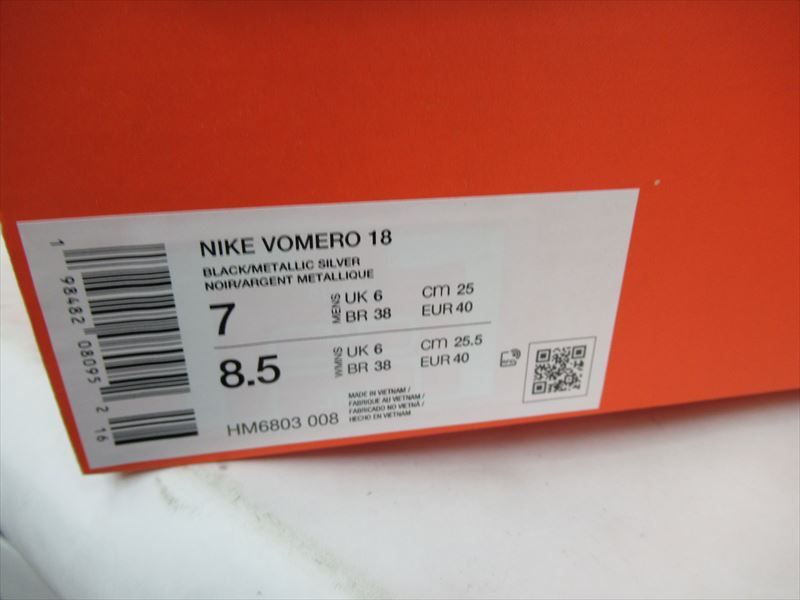 NIKE VOMERO 18
BLACK/METALLIC SILVER
NOIR/ARGENT METALLIQUE
7
MENS
UK 6
BR 38
cm 25
EUR 40
8.5
WMNS
UK 6
BR 38
cm 25.5
EUR 40
HM6803 008
MADE IN VIETNAM /
FABRIQUE AU VIETNAM /
FABRICADO NO VIETNÃ /
HECHO EN VIETNAM
1 98482 08095 2 16